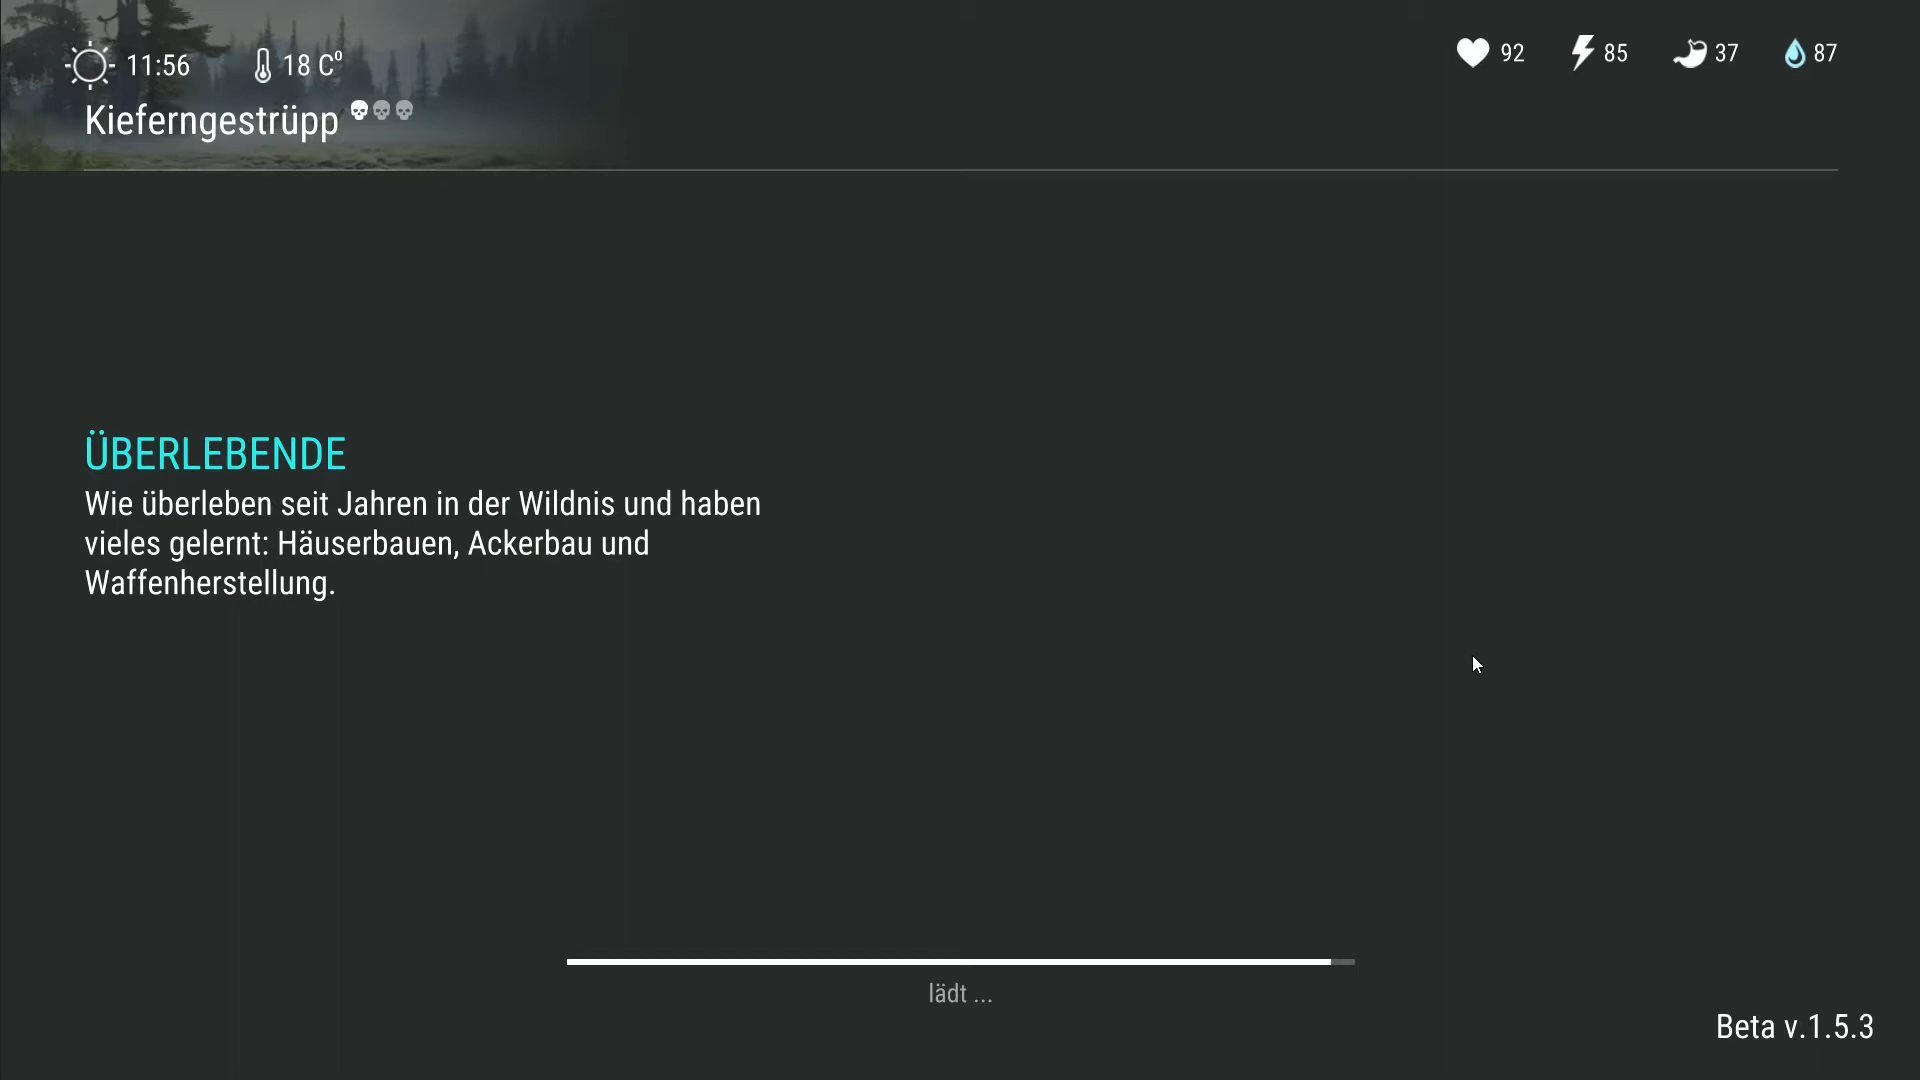 11:56
18 C⁰
92
85
37
87
Kieferngestrüpp
ÜBERLEBENDE
Wie überleben seit Jahren in der Wildnis und haben
vieles gelernt: Häuserbauen, Ackerbau und
Waffenherstellung.
lädt ...
Beta v.1.5.3